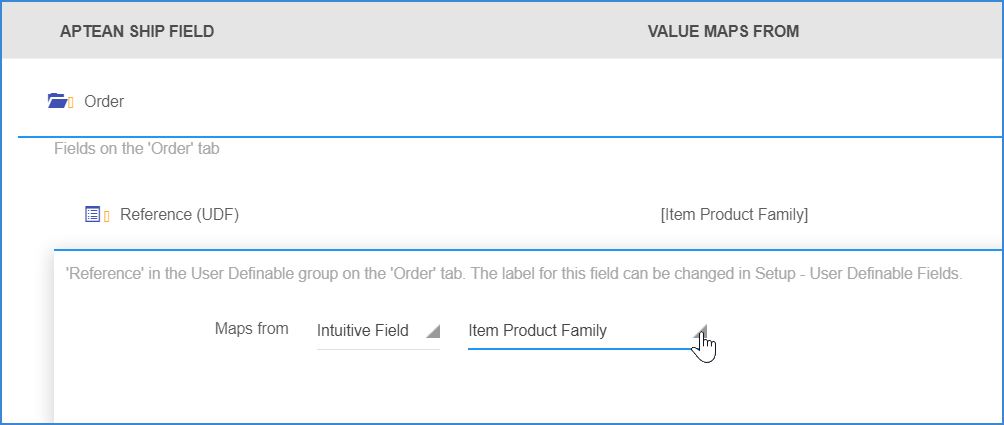 APTEAN SHIP FIELD VALUE MAPS FROM
Order
Fields on the 'Order' tab
Reference (UDF) [Item Product Family]
'Reference' in the User Definable group on the 'Order' tab. The label for this field can be changed in Setup - User Definable Fields.
Maps from Intuitive Field Item Product Family